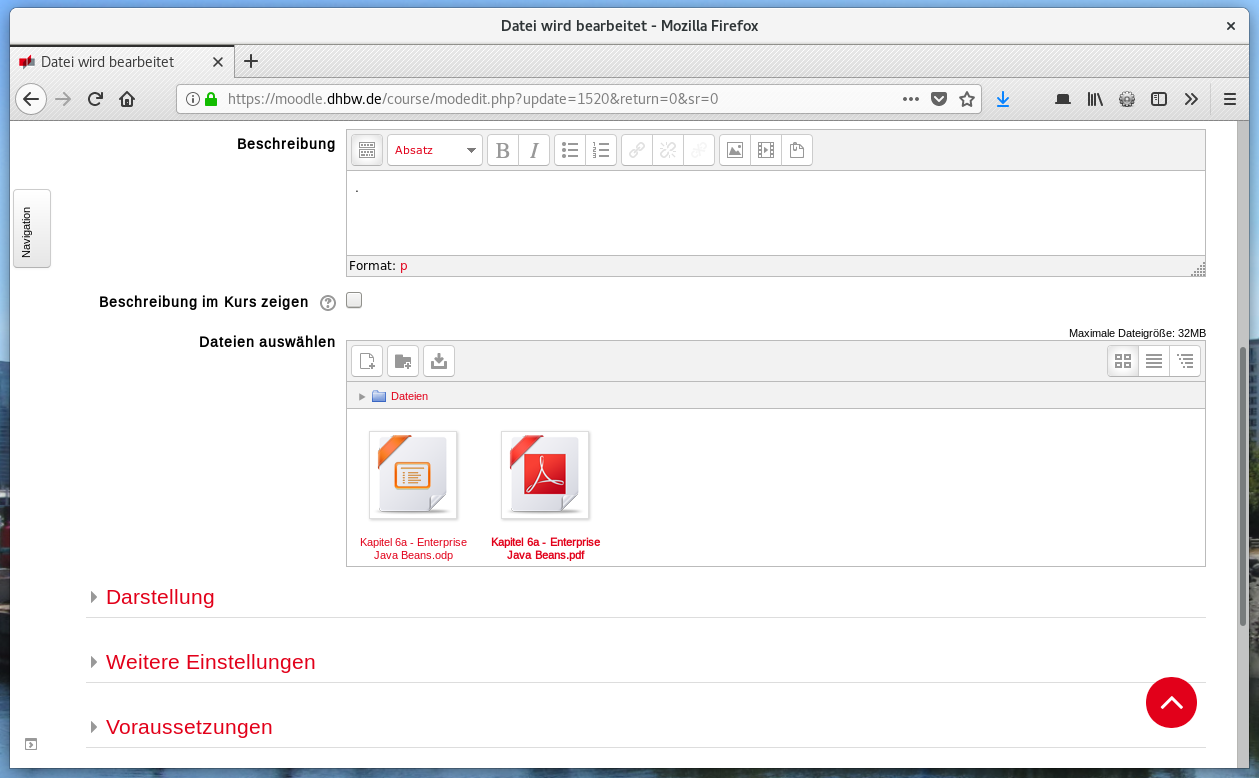 Datei wird bearbeitet - Mozilla Firefox
Datei wird bearbeitet
https://moodle.dhbw.de/course/modedit.php?update=1520&return=0&sr=0
Beschreibung
Absatz
B I
.
Navigation
Format: p
Beschreibung im Kurs zeigen
Maximale Dateigröße: 32MB
Dateien auswählen
Dateien
Kapitel 6a - Enterprise
Java Beans.odp
Kapitel 6a - Enterprise
Java Beans.pdf
Darstellung
Weitere Einstellungen
Voraussetzungen